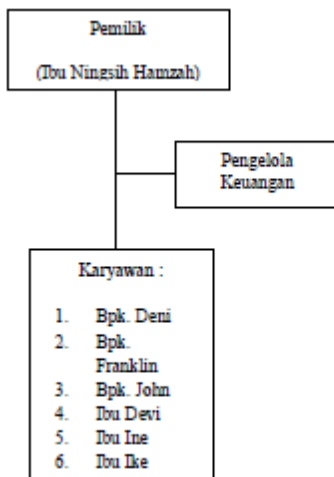 Pemilik
(Ibu Ningsih Hamzah)
Pengelola
Keuangan
Karyawan :
1. Bpk. Deni
2. Bpk.
Franklin
3. Bpk. John
4. Ibu Devi
5. Ibu Ine
6. Ibu Ike